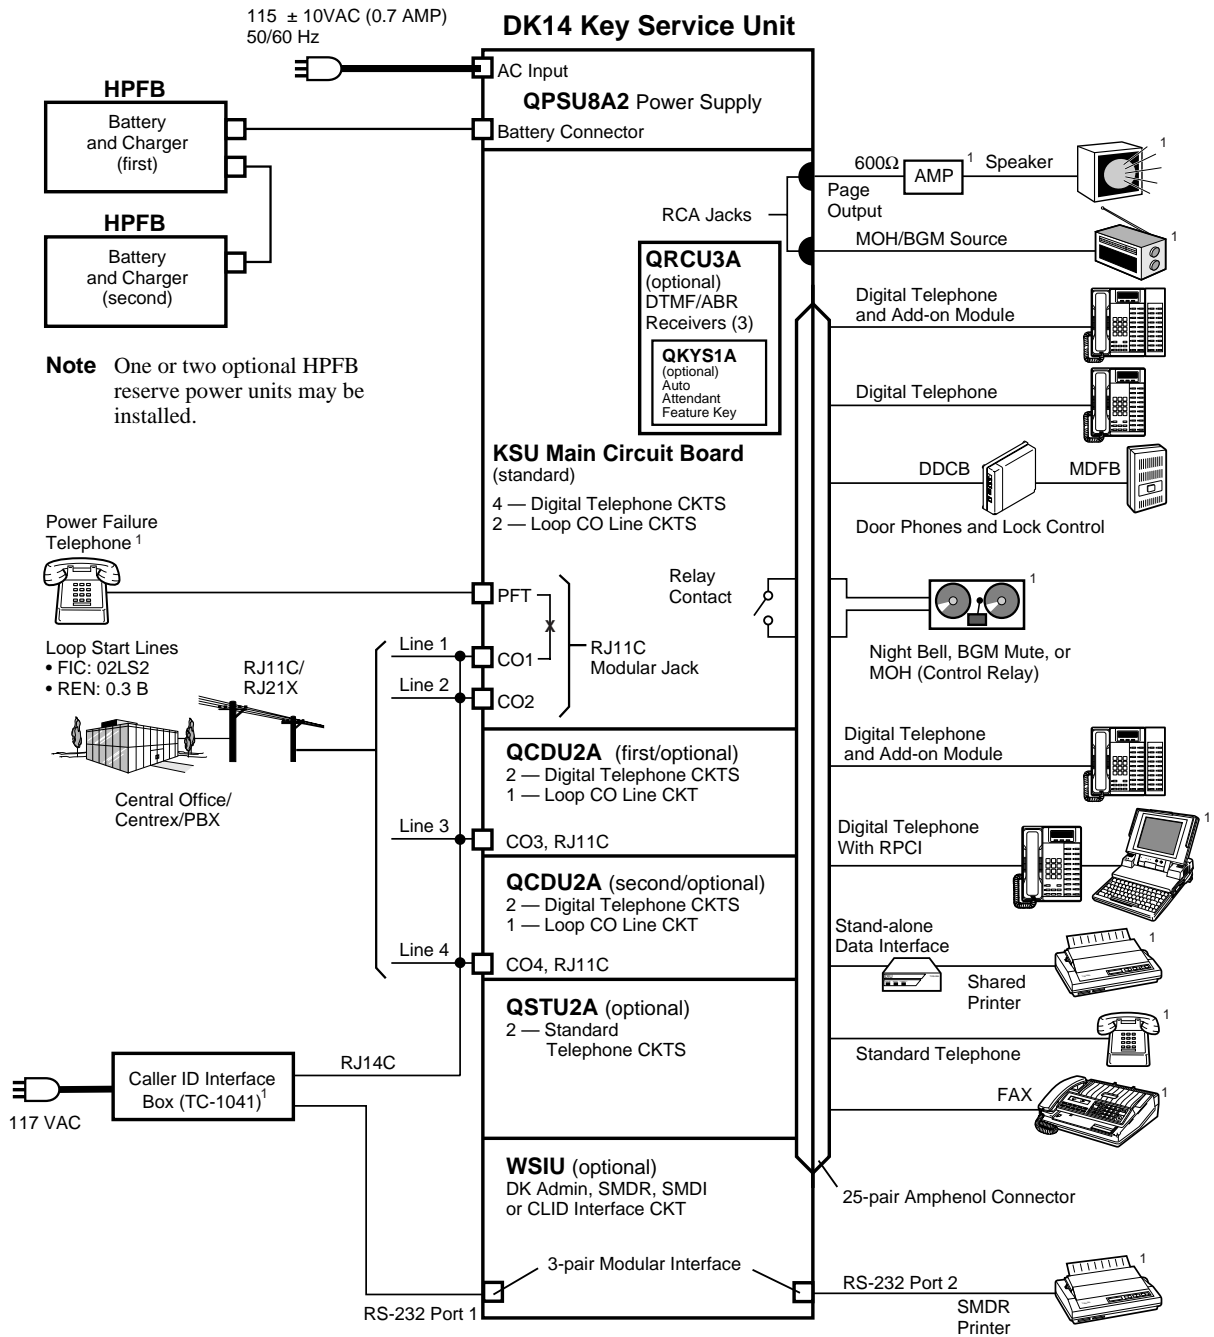 115 ± 10VAC (0.7 AMP)
50/60 Hz
DK14 Key Service Unit
AC Input
QPSU8A2 Power Supply
Battery Connector
HPFB
Battery
and Charger
(first)
HPFB
Battery
and Charger
(second)
Note One or two optional HPFB
reserve power units may be
installed.
600Ω
AMP
1
Speaker
1
Page
Output
RCA Jacks
MOH/BGM Source
1
QRCU3A
(optional)
DTMF/ABR
Receivers (3)
QKYS1A
(optional)
Auto
Attendant
Feature Key
Digital Telephone
and Add-on Module
Digital Telephone
KSU Main Circuit Board
(standard)
4 — Digital Telephone CKTS
2 — Loop CO Line CKTS
DDCB
MDFB
Door Phones and Lock Control
Power Failure
Telephone 1
PFT
X
CO1
CO2
RJ11C
Modular Jack
Relay
Contact
1
Night Bell, BGM Mute, or
MOH (Control Relay)
Loop Start Lines
• FIC: 02LS2
• REN: 0.3 B
RJ11C/
RJ21X
Line 1
Line 2
Central Office/
Centrex/PBX
Line 3
Line 4
QCDU2A (first/optional)
2 — Digital Telephone CKTS
1 — Loop CO Line CKT
CO3, RJ11C
QCDU2A (second/optional)
2 — Digital Telephone CKTS
1 — Loop CO Line CKT
CO4, RJ11C
Digital Telephone
and Add-on Module
Digital Telephone
With RPCI
1
Stand-alone
Data Interface
Shared
Printer
1
QSTU2A (optional)
2 — Standard
Telephone CKTS
Standard Telephone
1
FAX
1
RJ14C
Caller ID Interface
Box (TC-1041)1
117 VAC
WSIU (optional)
DK Admin, SMDR, SMDI
or CLID Interface CKT
25-pair Amphenol Connector
3-pair Modular Interface
RS-232 Port 1
RS-232 Port 2
SMDR
Printer
1